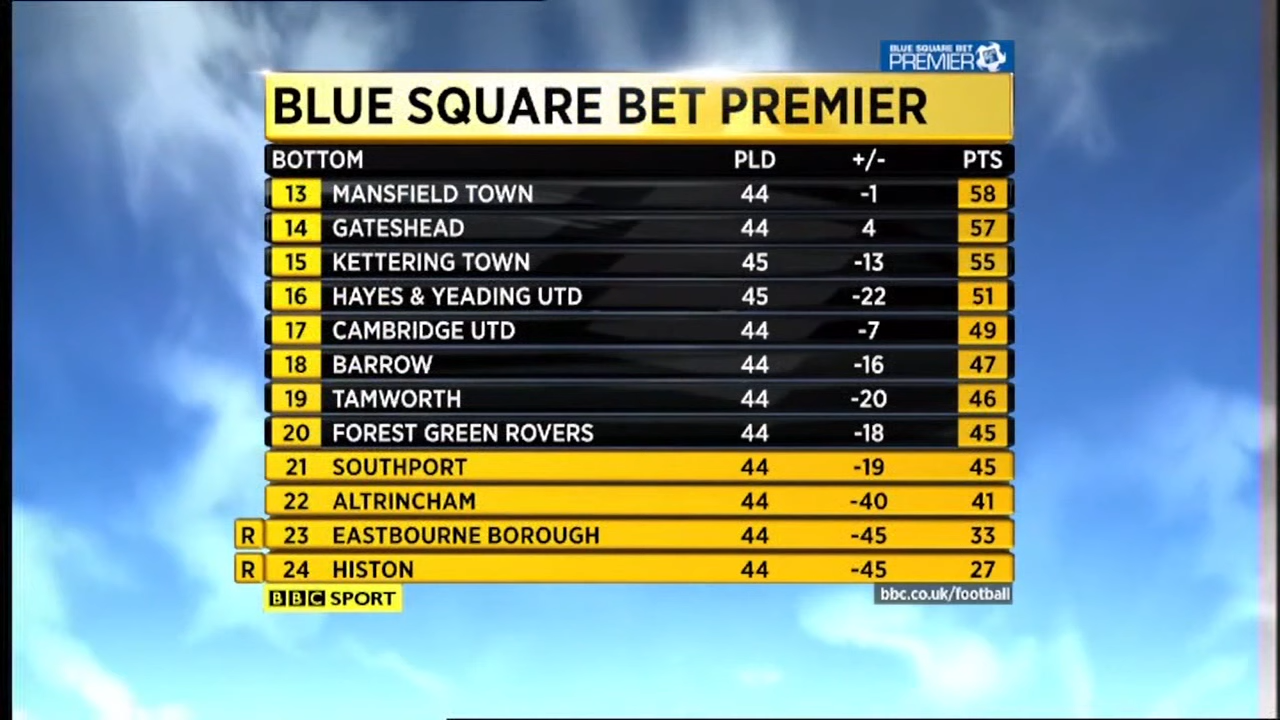 BLUE SQUARE BET
PREMIER
BLUE SQUARE BET PREMIER
BOTTOM PLD +/- PTS
13 MANSFIELD TOWN 44 -1 58
14 GATESHEAD 44 4 57
15 KETTERING TOWN 45 -13 55
16 HAYES & YEADING UTD 45 -22 51
17 CAMBRIDGE UTD 44 -7 49
18 BARROW 44 -16 47
19 TAMWORTH 44 -20 46
20 FOREST GREEN ROVERS 44 -18 45
21 SOUTHPORT 44 -19 45
22 ALTRINCHAM 44 -40 41
R 23 EASTBOURNE BOROUGH 44 -45 33
R 24 HISTON 44 -45 27
BBC SPORT bbc.co.uk/football